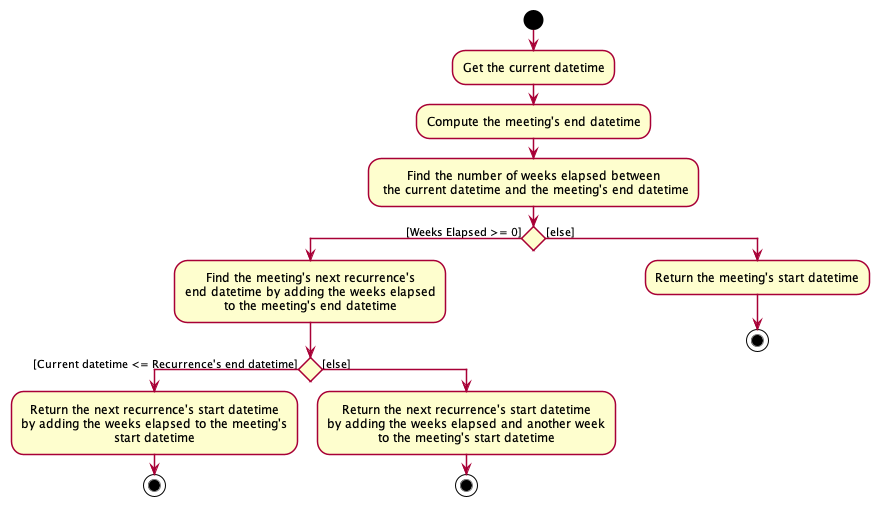 Get the current datetime
Compute the meeting's end datetime
Find the number of weeks elapsed between
the current datetime and the meeting's end datetime
[Weeks Elapsed >= 0]
[else]
Find the meeting's next recurrence's
end datetime by adding the weeks elapsed
to the meeting's end datetime
Return the meeting's start datetime
[Current datetime <= Recurrence's end datetime]
[else]
Return the next recurrence's start datetime
by adding the weeks elapsed to the meeting's
start datetime
Return the next recurrence's start datetime
by adding the weeks elapsed and another week
to the meeting's start datetime